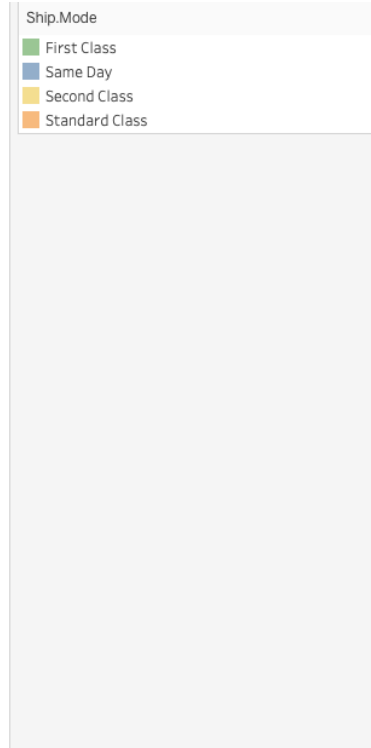 Ship.Mode
First Class
Same Day
Second Class
Standard Class